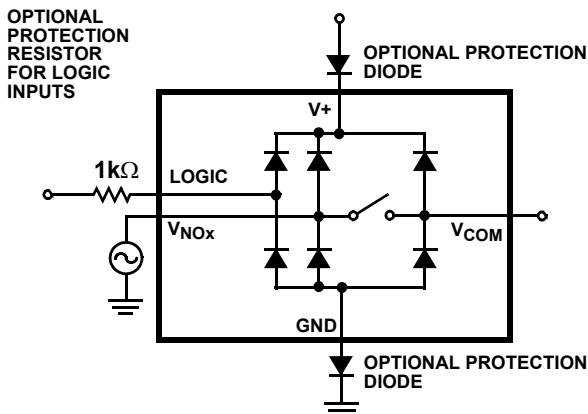 OPTIONAL
PROTECTION
RESISTOR
FOR LOGIC
INPUTS
OPTIONAL PROTECTION
DIODE
V+
1kΩ
LOGIC
VNOx
VCOM
GND
OPTIONAL PROTECTION
DIODE